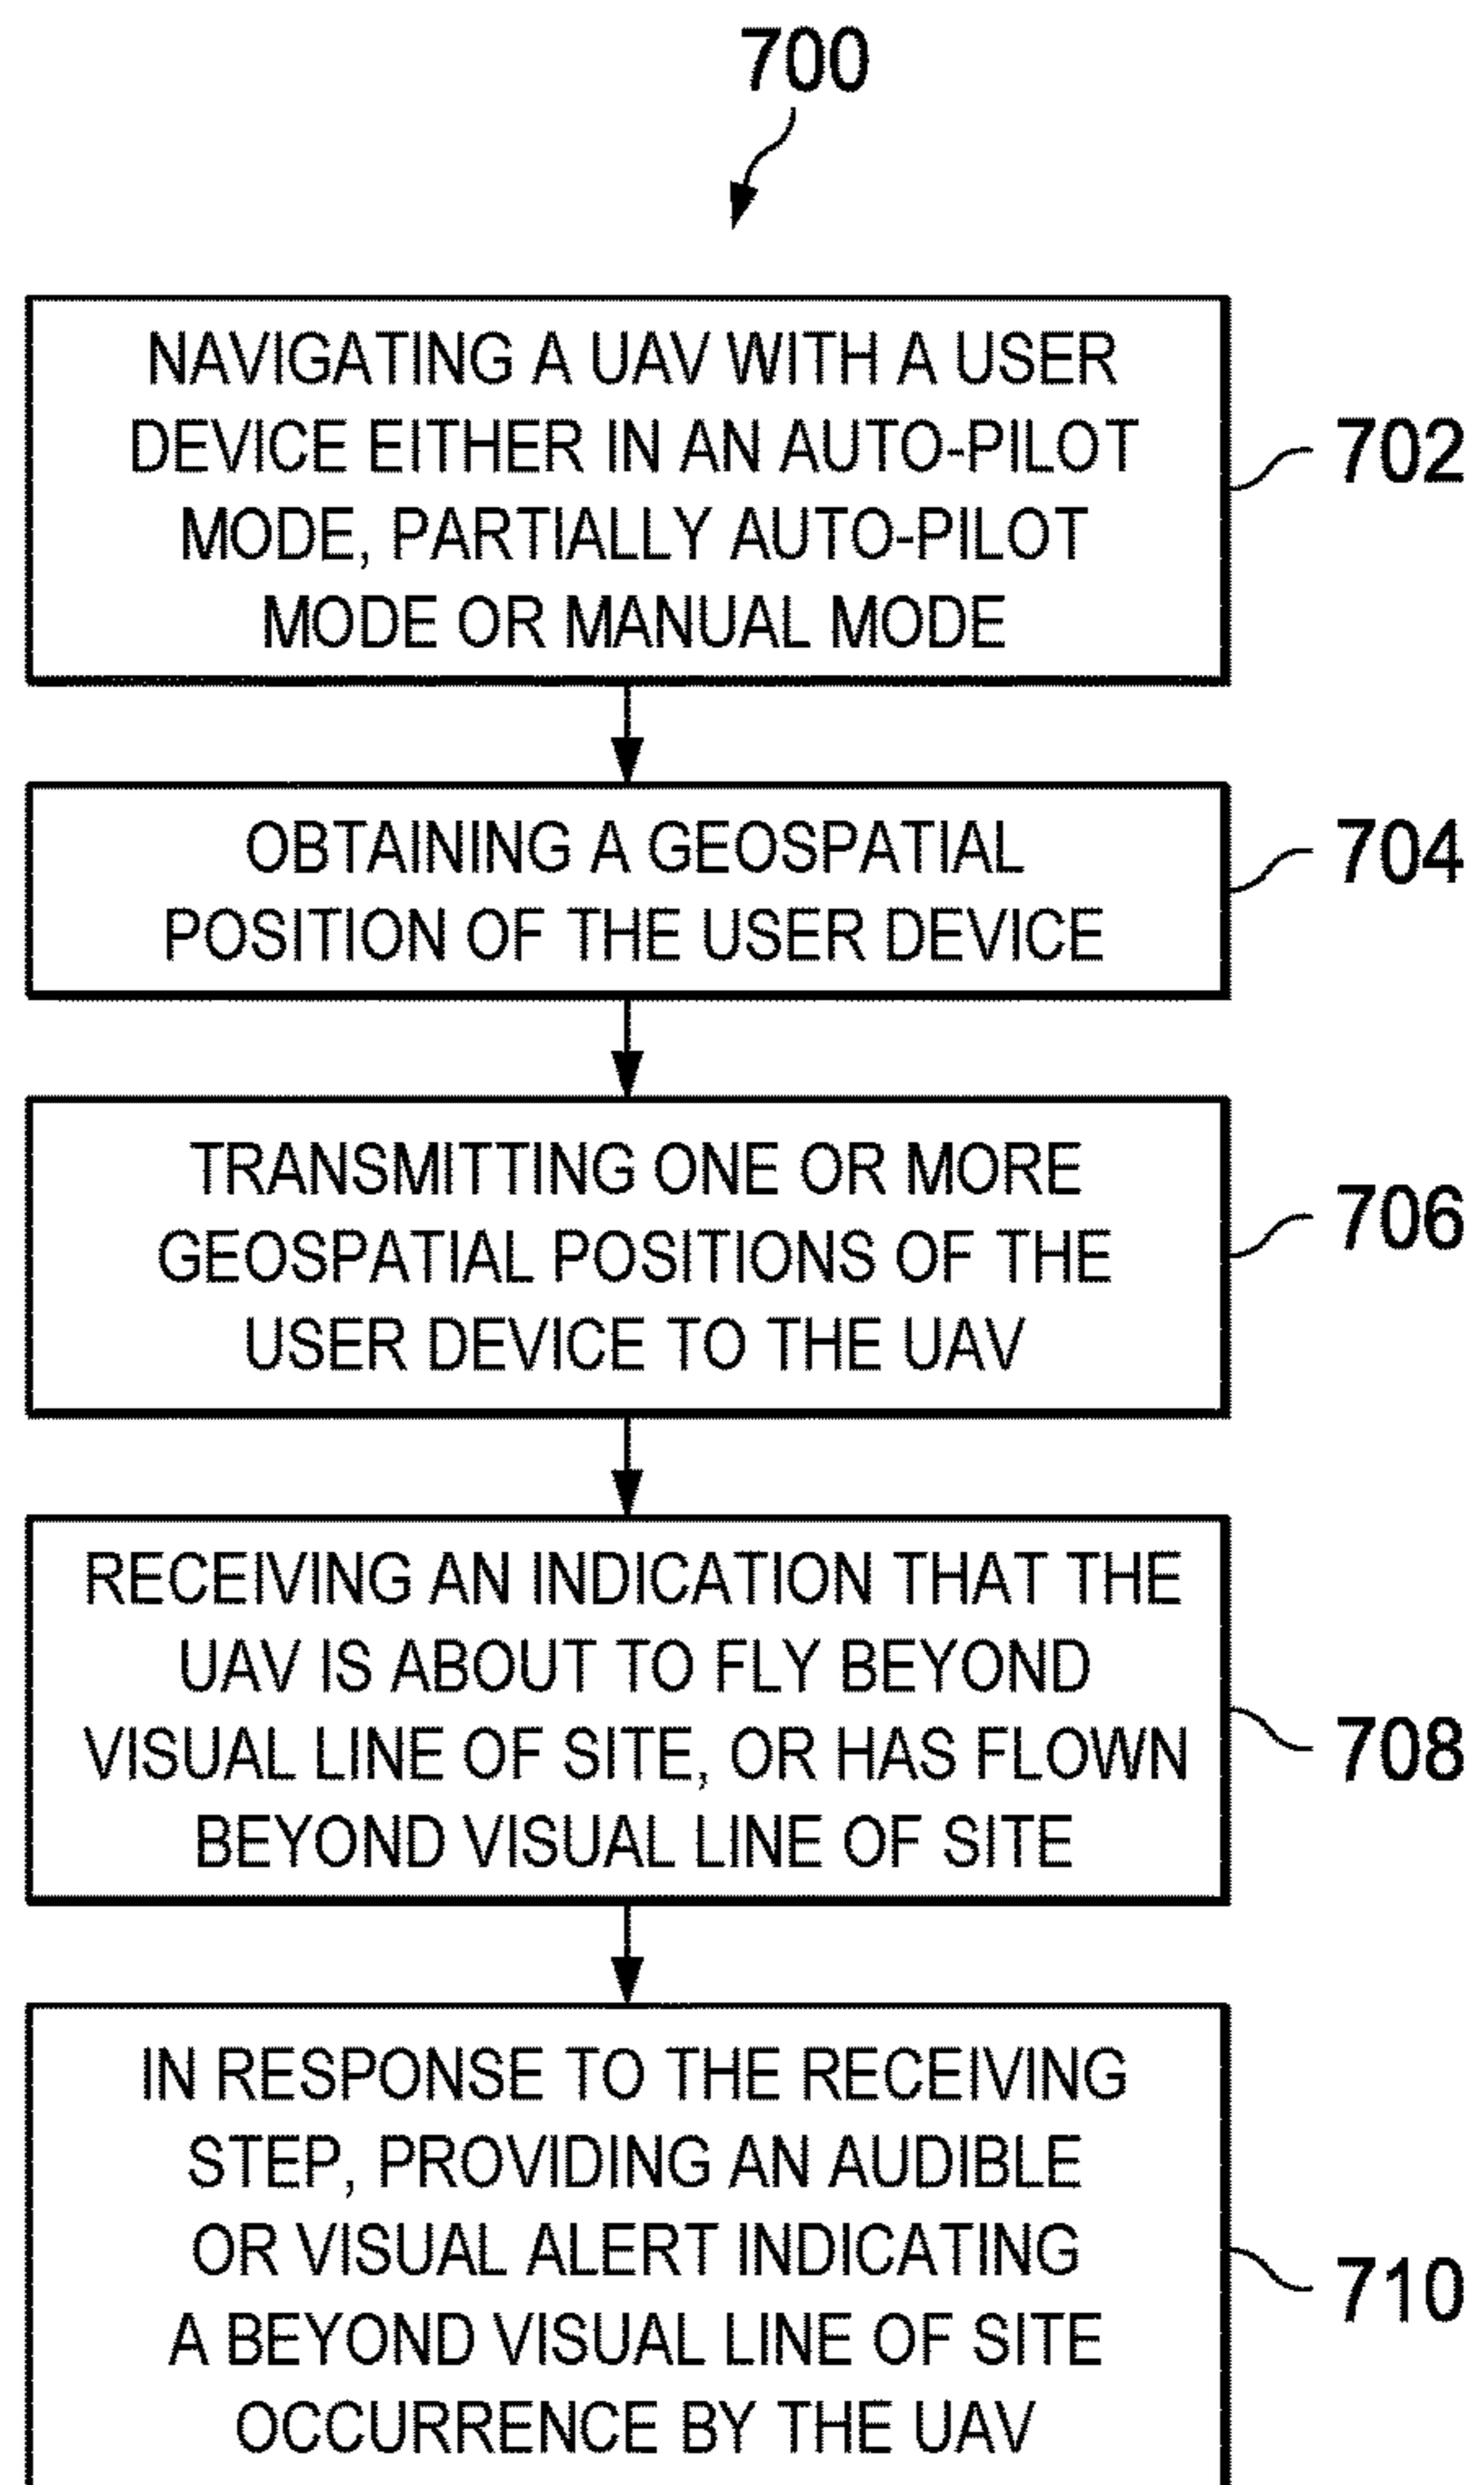 700
NAVIGATING A UAV WITH A USER
DEVICE EITHER IN AN AUTO-PILOT
MODE, PARTIALLY AUTO-PILOT
MODE OR MANUAL MODE
702
OBTAINING A GEOSPATIAL
POSITION OF THE USER DEVICE
704
TRANSMITTING ONE OR MORE
GEOSPATIAL POSITIONS OF THE
USER DEVICE TO THE UAV
706
RECEIVING AN INDICATION THAT THE
UAV IS ABOUT TO FLY BEYOND
VISUAL LINE OF SITE, OR HAS FLOWN
BEYOND VISUAL LINE OF SITE
708
IN RESPONSE TO THE RECEIVING
STEP, PROVIDING AN AUDIBLE
OR VISUAL ALERT INDICATING
A BEYOND VISUAL LINE OF SITE
OCCURRENCE BY THE UAV
710